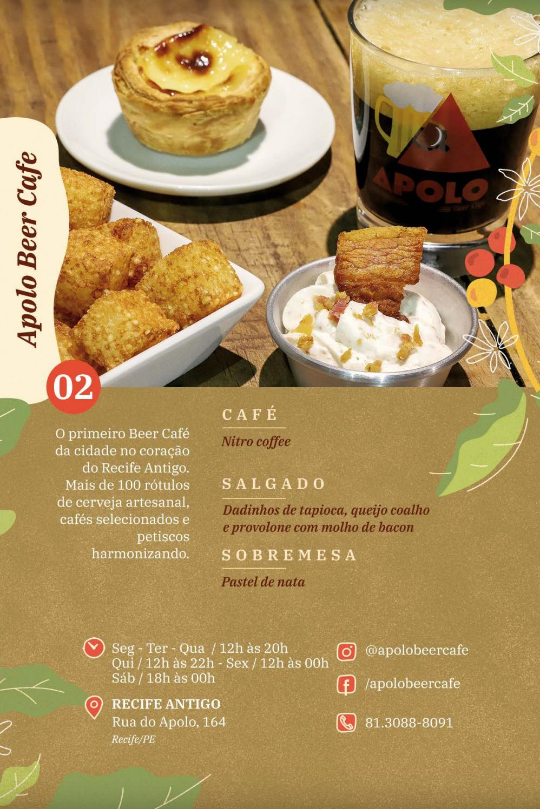 Apolo Beer Cafe
APOLO
02
O primeiro Beer Café
da cidade no coração
do Recife Antigo.
Mais de 100 rótulos
de cerveja artesanal,
cafés selecionados e
petiscos
harmonizando.
CAFÉ
Nitro coffee
SALGADO
Dadinhos de tapioca, queijo coalho
e provolone com molho de bacon
SOBREMESA
Pastel de nata
Seg - Ter - Qua / 12h às 20h
Qui / 12h às 22h - Sex / 12h às 00h
Sáb / 18h às 00h
RECIFE ANTIGO
Rua do Apolo, 164
Recife/PE
@apolobeercafe
/apolobeercafe
81.3088-8091